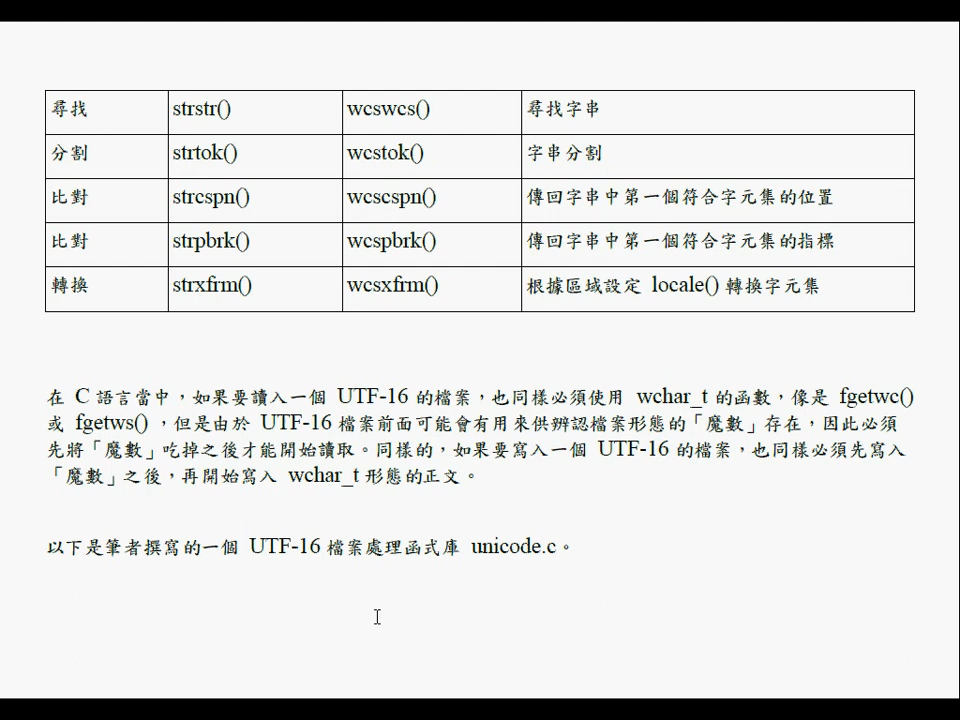 尋找 strstr() wcswcs() 尋找字串
分割 strtok() wcstok() 字串分割
比對 strcspn() wcscspn() 傳回字串中第一個符合字元集的位置
比對 strpbrk() wcspbrk() 傳回字串中第一個符合字元集的指標
轉換 strxfrm() wcsxfrm() 根據區域設定 locale() 轉換字元集
在 C 語言當中，如果要讀入一個 UTF-16 的檔案，也同樣必須使用 wchar_t 的函數，像是 fgetwc()
或 fgetws() ，但是由於 UTF-16 檔案前面可能會有用來供辨認檔案形態的「魔數」存在，因此必須
先將「魔數」吃掉之後才能開始讀取。同樣的，如果要寫入一個 UTF-16 的檔案，也同樣必須先寫入
「魔數」之後，再開始寫入 wchar_t 形態的正文。
以下是筆者撰寫的一個 UTF-16 檔案處理函式庫 unicode.c。